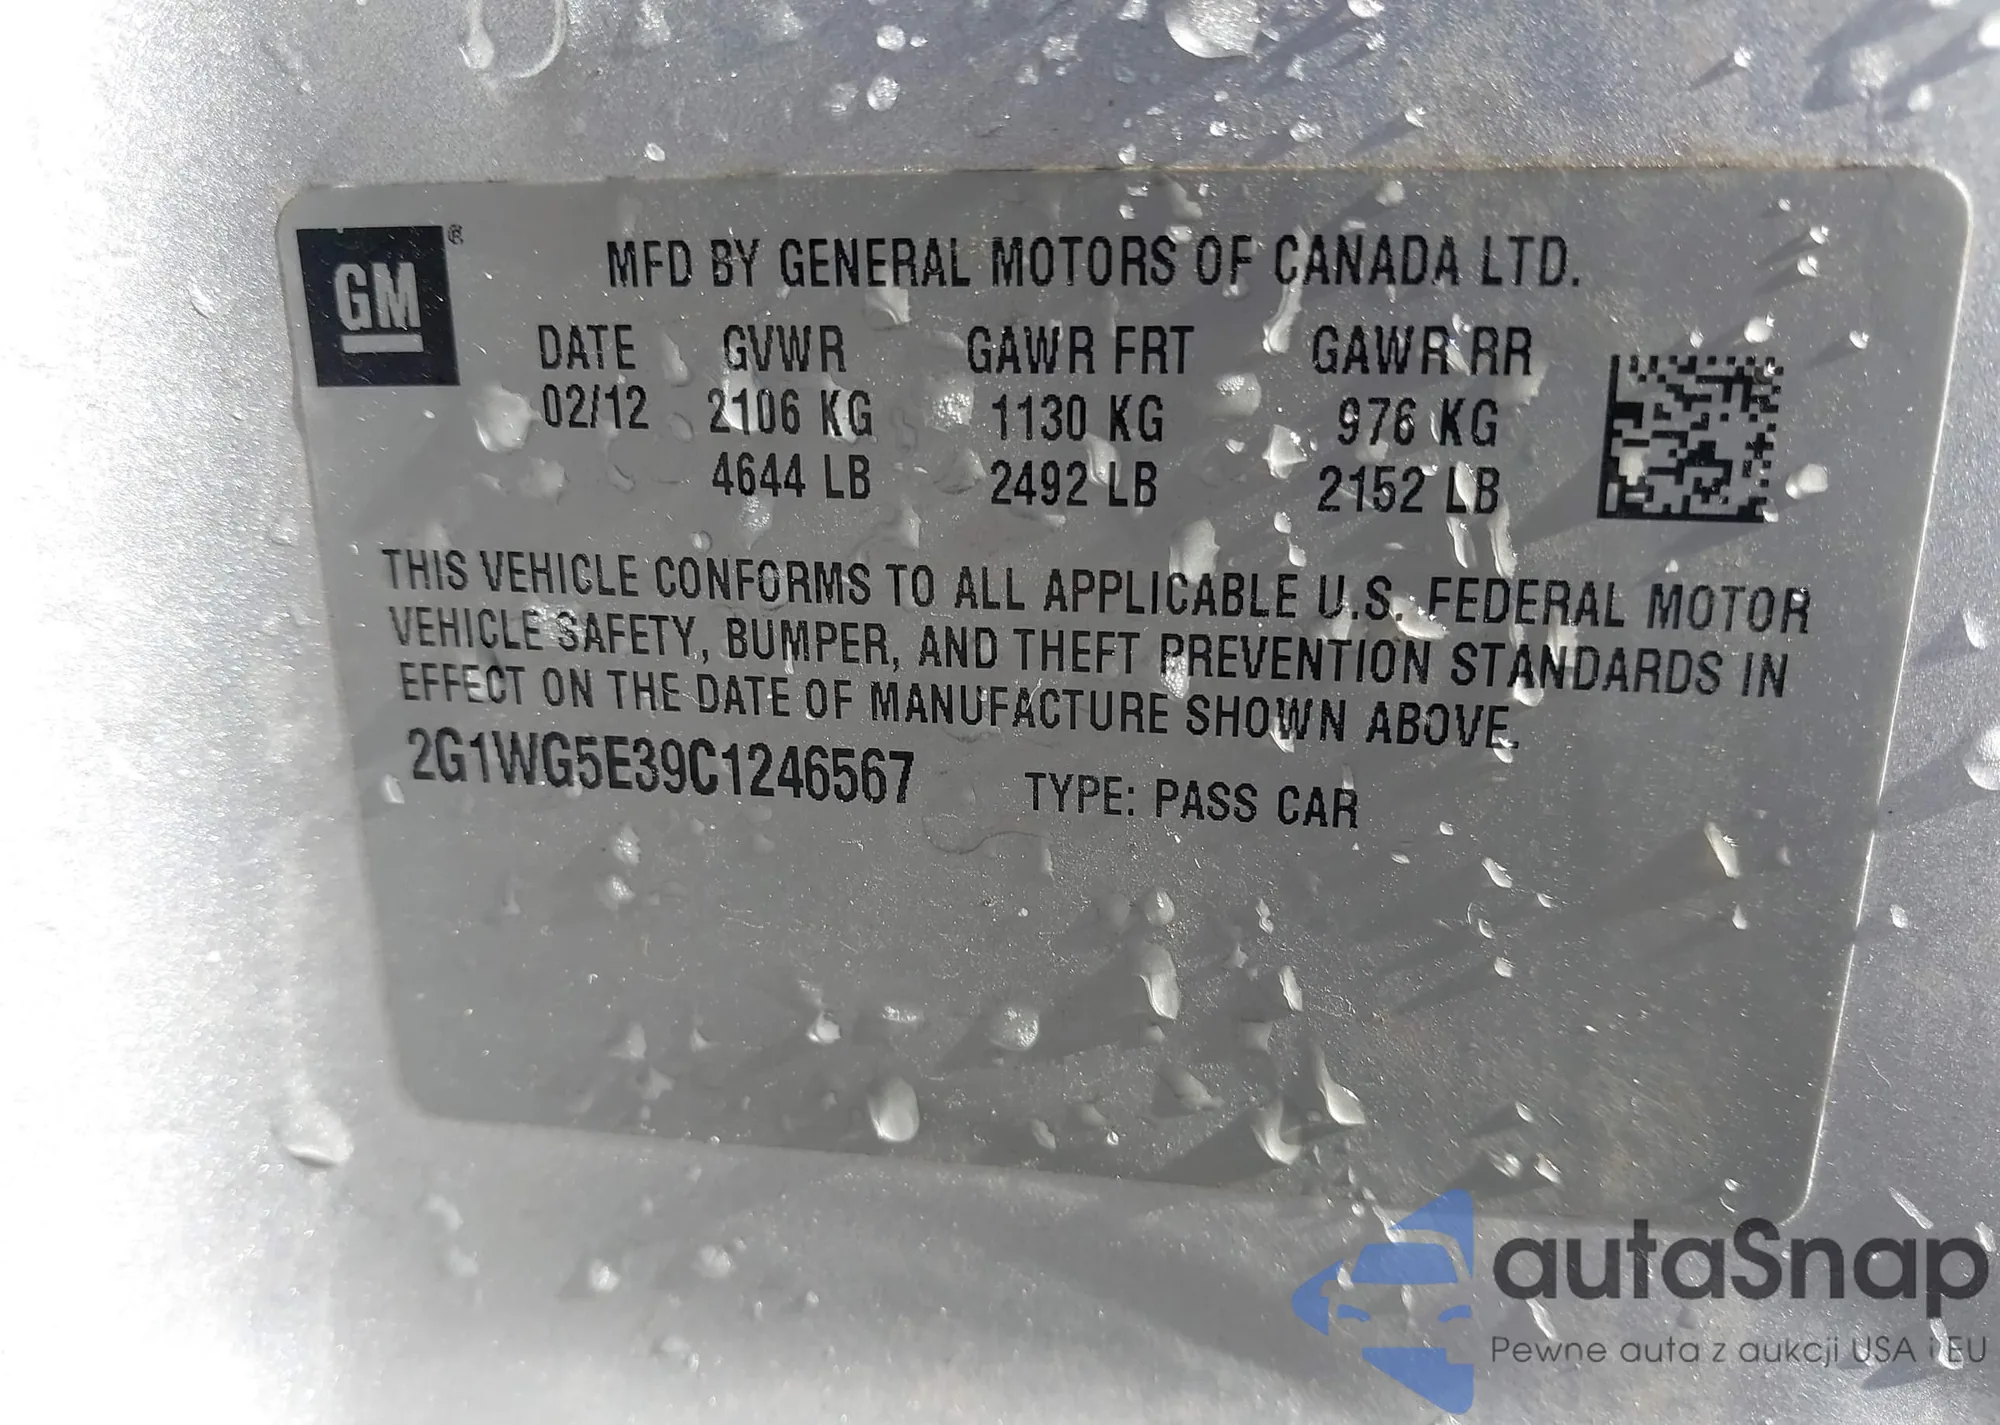 GM ®
MFD BY GENERAL MOTORS OF CANADA LTD.
DATE GVWR GAWR FRT GAWR RR
02/12 2106 KG 1130 KG 976 KG
4644 LB 2492 LB 2152 LB
THIS VEHICLE CONFORMS TO ALL APPLICABLE U.S. FEDERAL MOTOR
VEHICLE SAFETY, BUMPER, AND THEFT PREVENTION STANDARDS IN
EFFECT ON THE DATE OF MANUFACTURE SHOWN ABOVE.
2G1WG5E39C1246567 TYPE: PASS CAR
autaSnap
Pewne auta z aukcji USA i EU